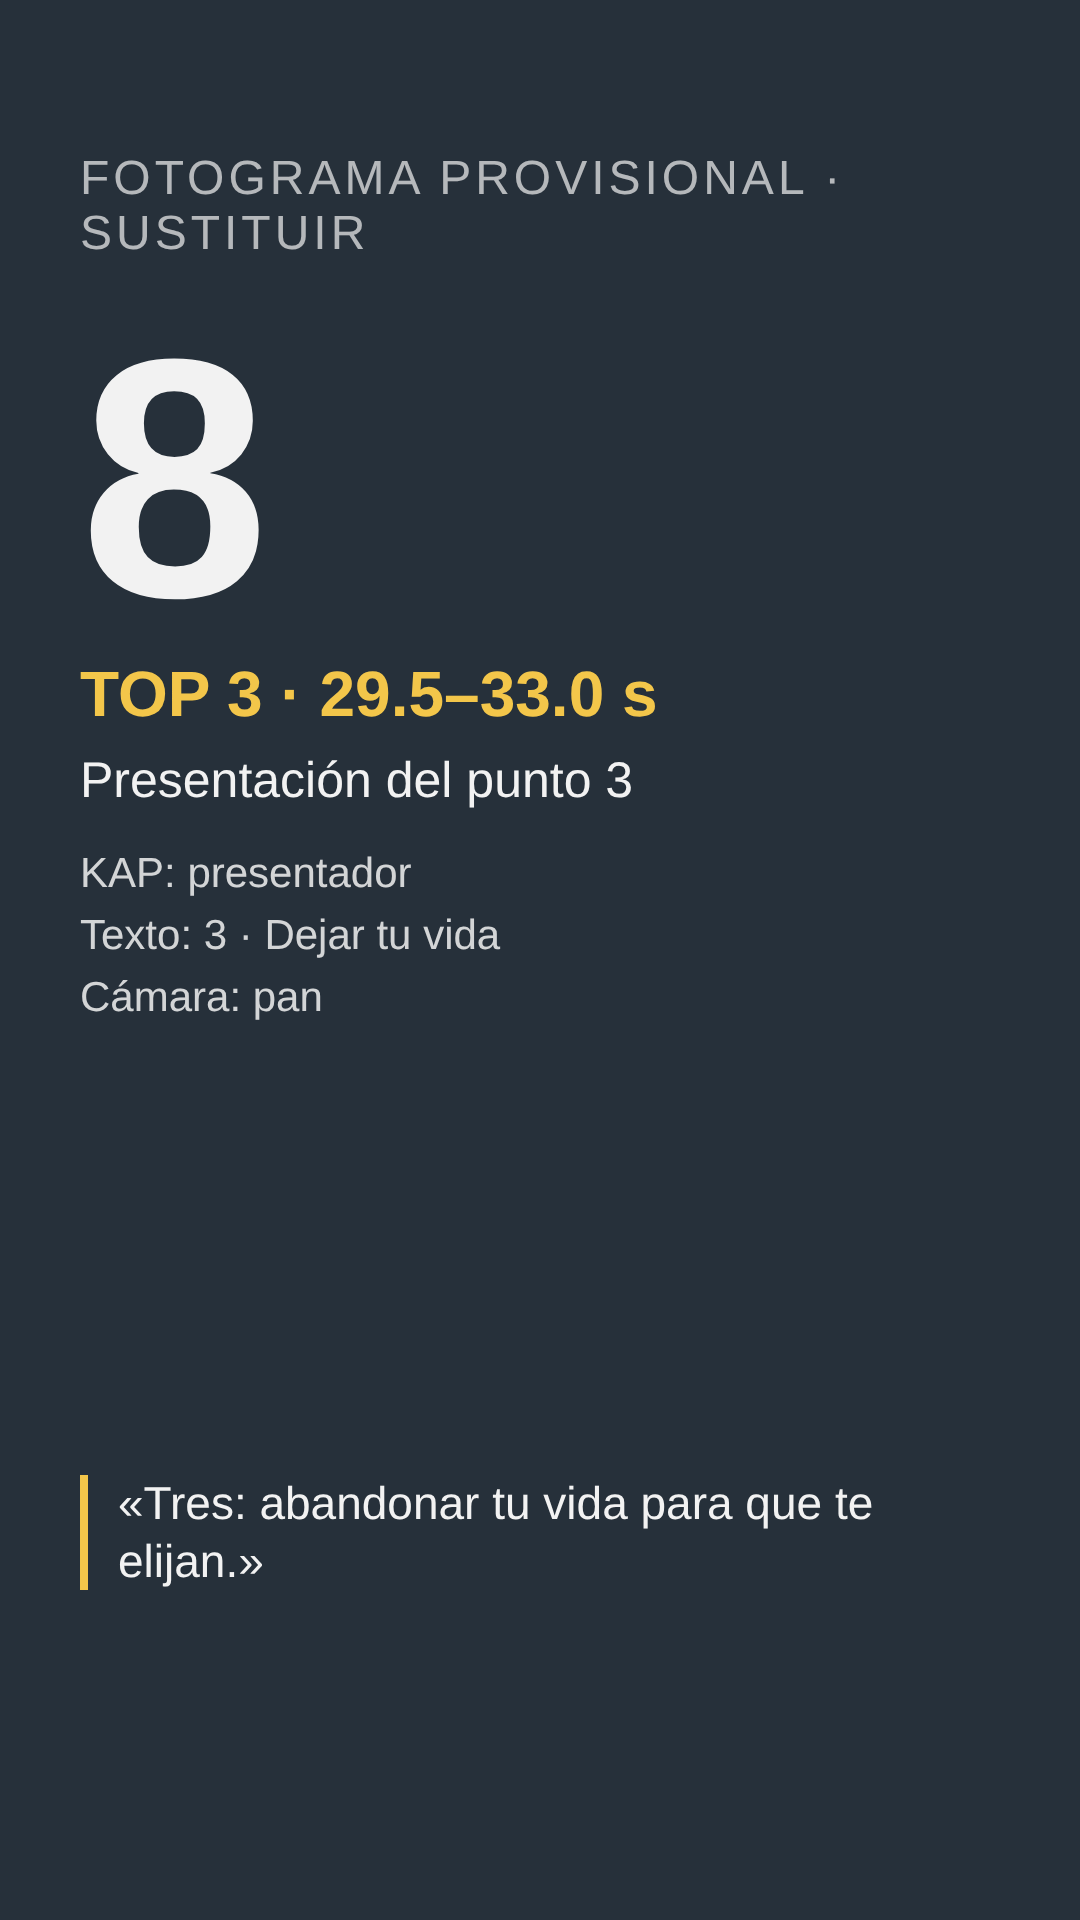 FOTOGRAMA PROVISIONAL ·
SUSTITUIR
8
TOP 3 · 29.5–33.0 s
Presentación del punto 3
KAP: presentador
Texto: 3 · Dejar tu vida
Cámara: pan
«Tres: abandonar tu vida para que te
elijan.»